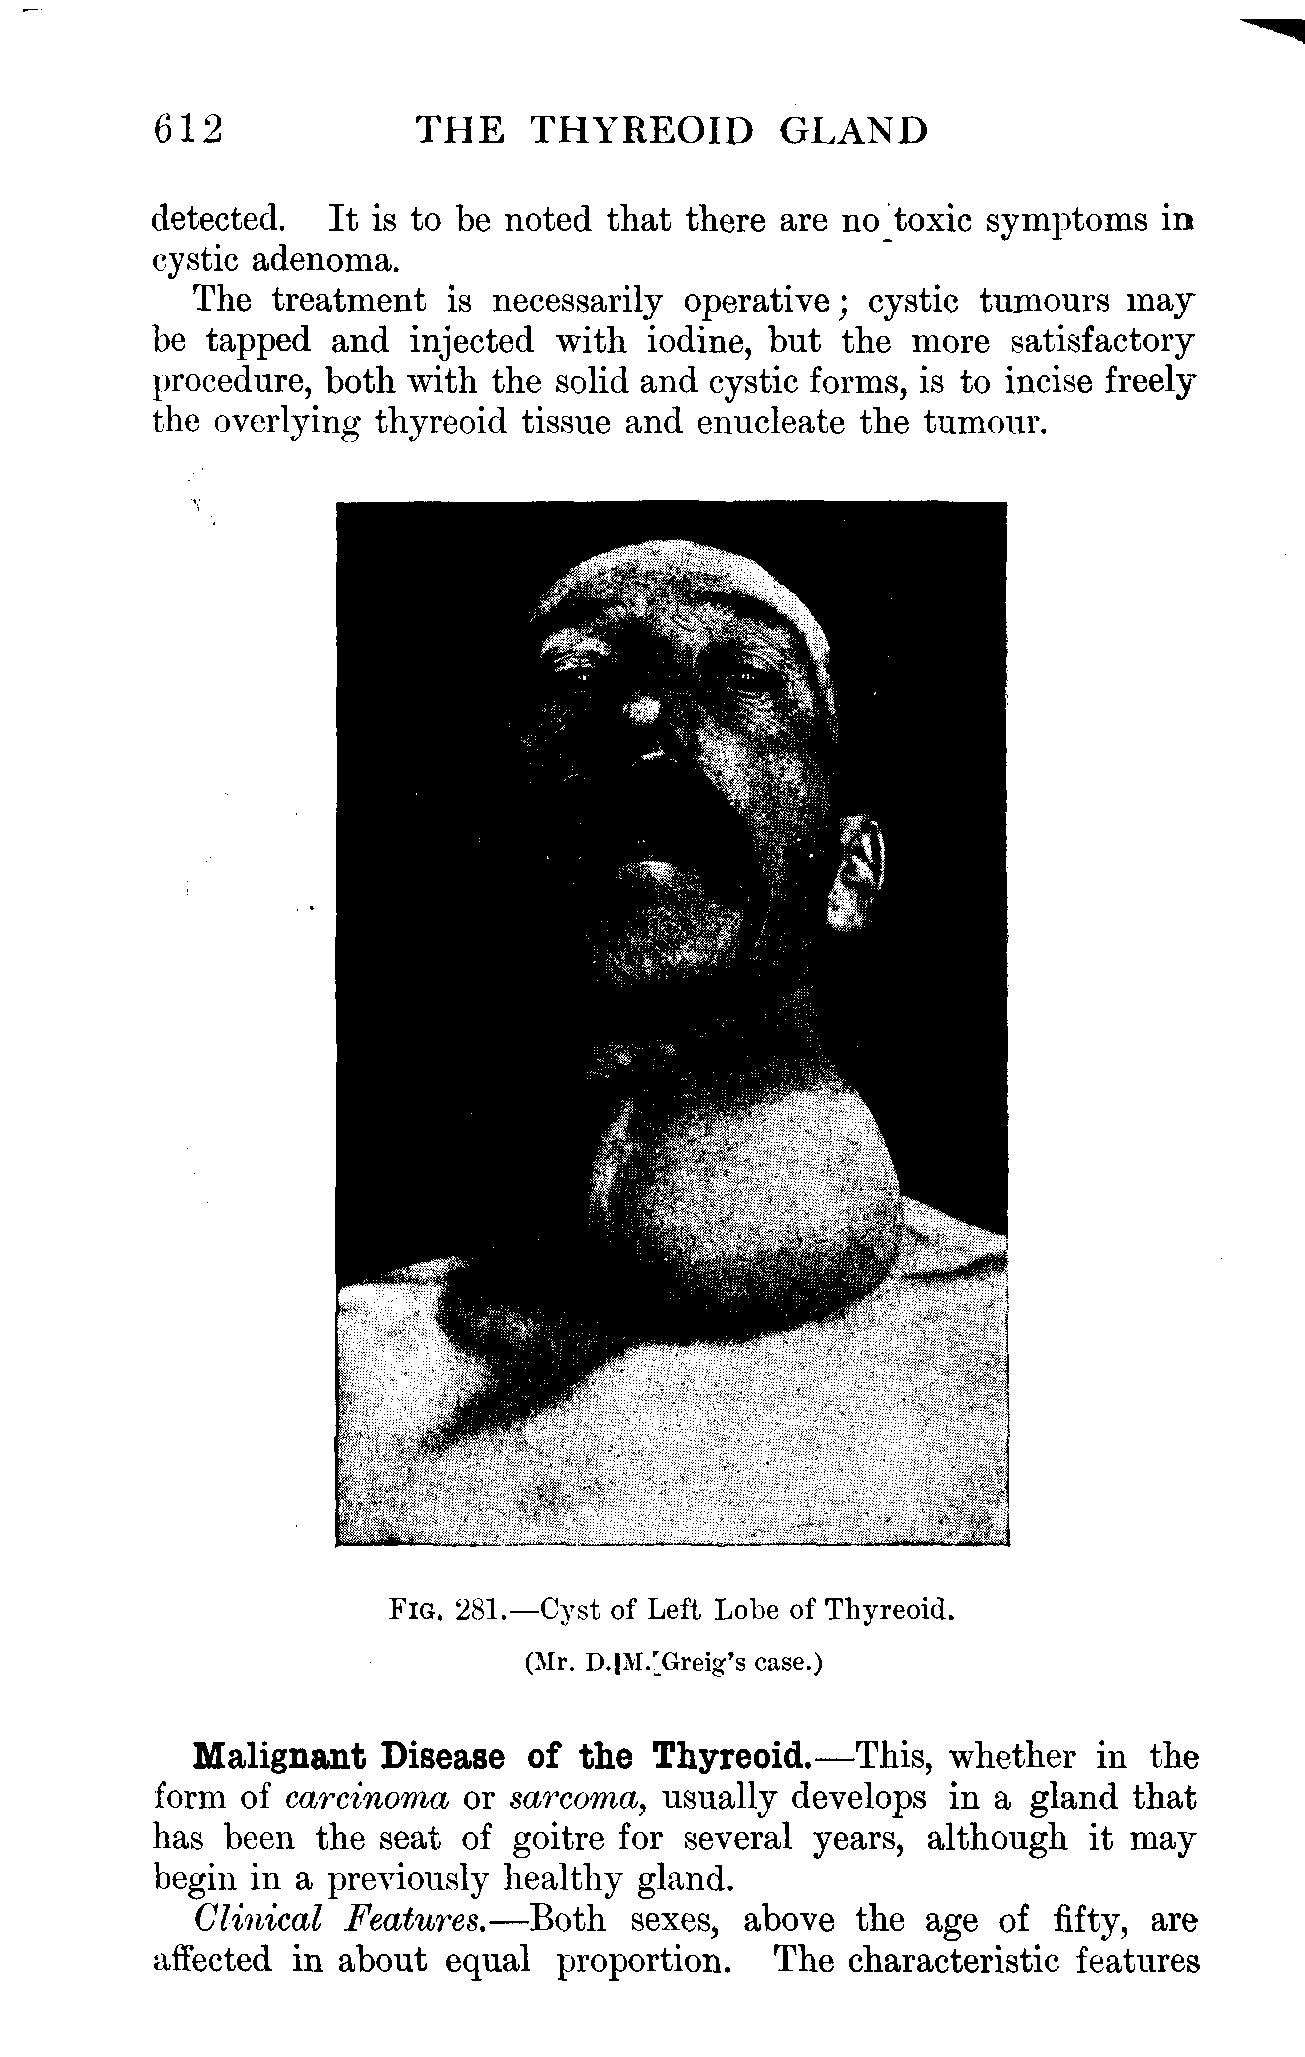 612 THE THYREOID GLAND
detected. It is to be noted that there are no toxic symptoms in
cystic adenoma.
The treatment is necessarily operative; cystic tumours may
be tapped and injected with iodine, but the more satisfactory
procedure, both with the solid and cystic forms, is to incise freely
the overlying thyreoid tissue and enucleate the tumour.
FIG. 281.—Cyst of Left Lobe of Thyreoid.
(Mr. D. M. Greig's case.)
Malignant Disease of the Thyreoid.—This, whether in the
form of carcinoma or sarcoma, usually develops in a gland that
has been the seat of goitre for several years, although it may
begin in a previously healthy gland.
Clinical Features.—Both sexes, above the age of fifty, are
affected in about equal proportion. The characteristic features